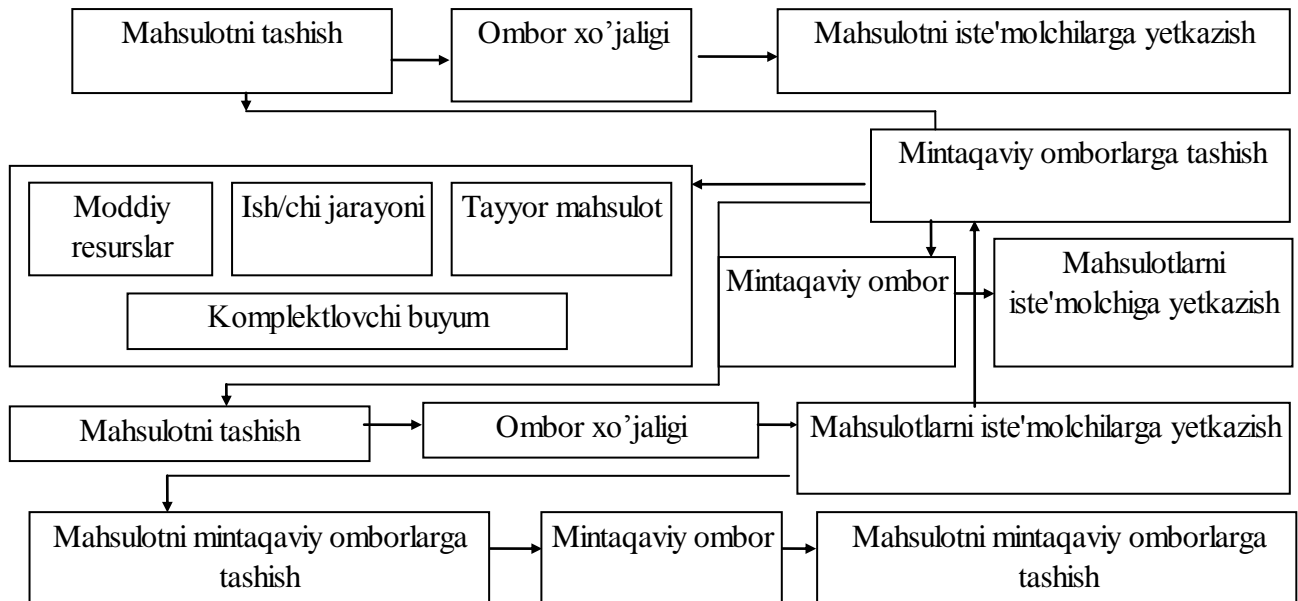 Mahsulotni tashish
Ombor xo’jaligi
Mahsulotni iste'molchilarga yetkazish
Mintaqaviy omborlarga tashish
Moddiy
resurslar
Ish/chi jarayoni
Tayyor mahsulot
Komplektlovchi buyum
Mintaqaviy ombor
Mahsulotlarni
iste'molchiga yetkazish
Mahsulotni tashish
Ombor xo’jaligi
Mahsulotlarni iste'molchilarga yetkazish
Mahsulotni mintaqaviy omborlarga
tashish
Mintaqaviy ombor
Mahsulotni mintaqaviy omborlarga
tashish